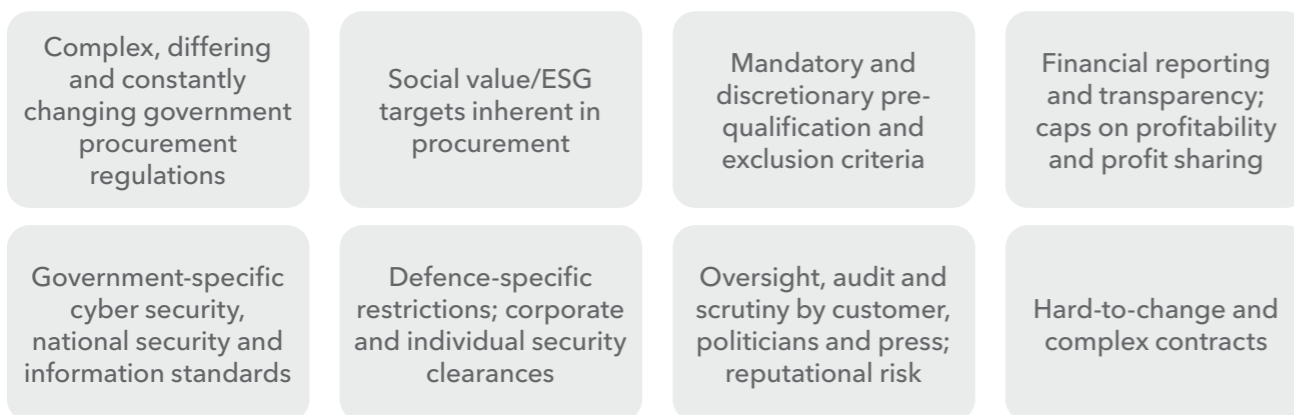 Complex, differing
and constantly
changing government
procurement
regulations
Social value/ESG
targets inherent in
procurement
Mandatory and
discretionary pre-
qualification and
exclusion criteria
Financial reporting
and transparency;
caps on profitability
and profit sharing
Government-specific
cyber security,
national security and
information standards
Defence-specific
restrictions; corporate
and individual security
clearances
Oversight, audit and
scrutiny by customer,
politicians and press;
reputational risk
Hard-to-change and
complex contracts